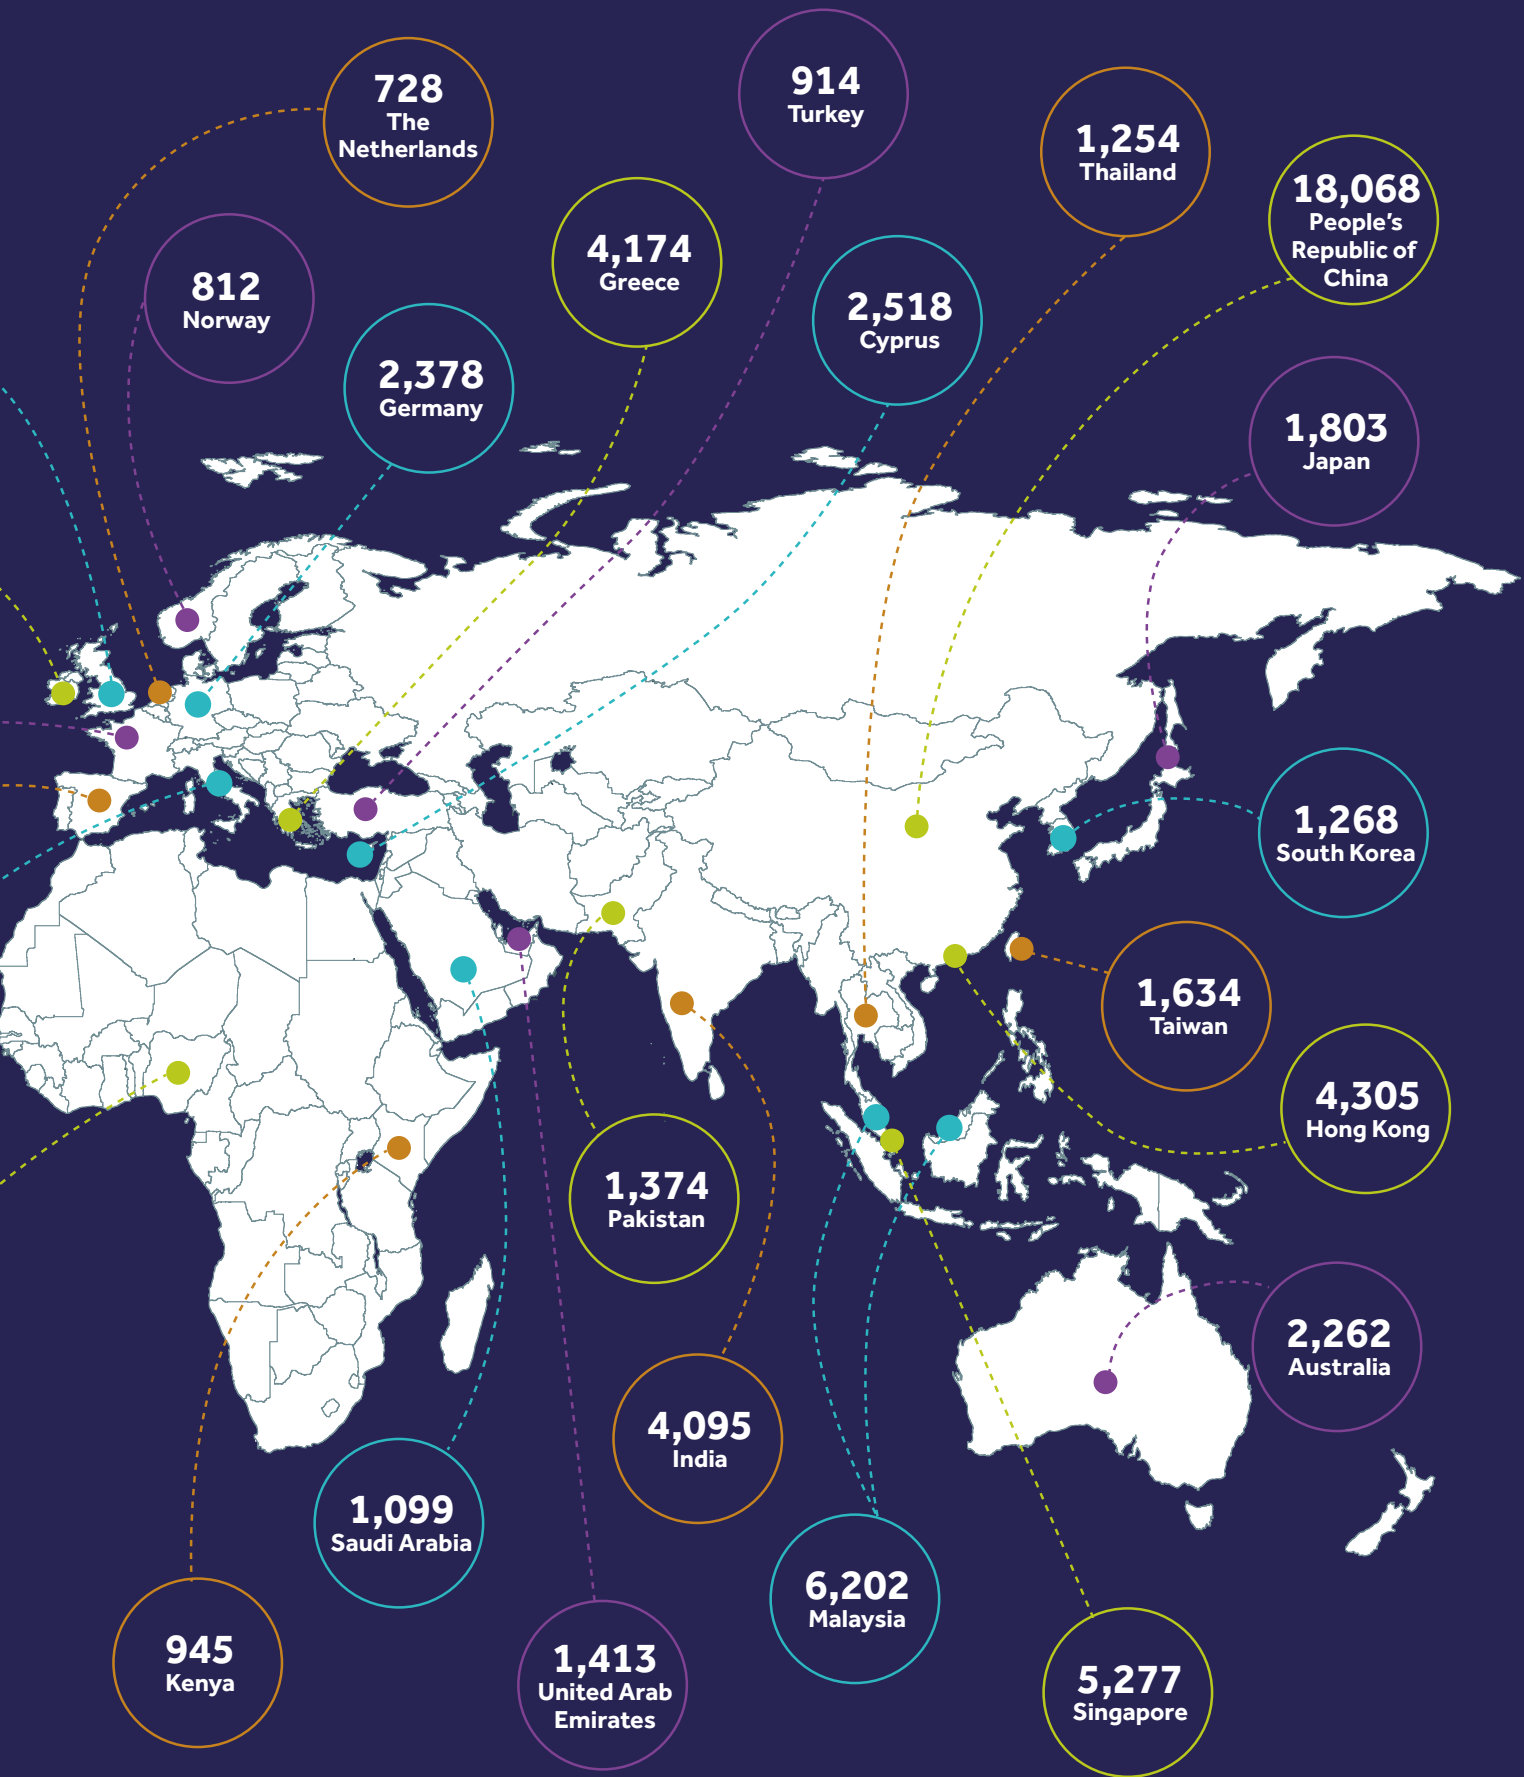 728
The
Netherlands
914
Turkey
1,254
Thailand
18,068
People’s
Republic of
China
812
Norway
4,174
Greece
2,518
Cyprus
2,378
Germany
1,803
Japan
1,268
South Korea
1,634
Taiwan
4,305
Hong Kong
1,374
Pakistan
2,262
Australia
4,095
India
1,099
Saudi Arabia
6,202
Malaysia
945
Kenya
1,413
United Arab
Emirates
5,277
Singapore